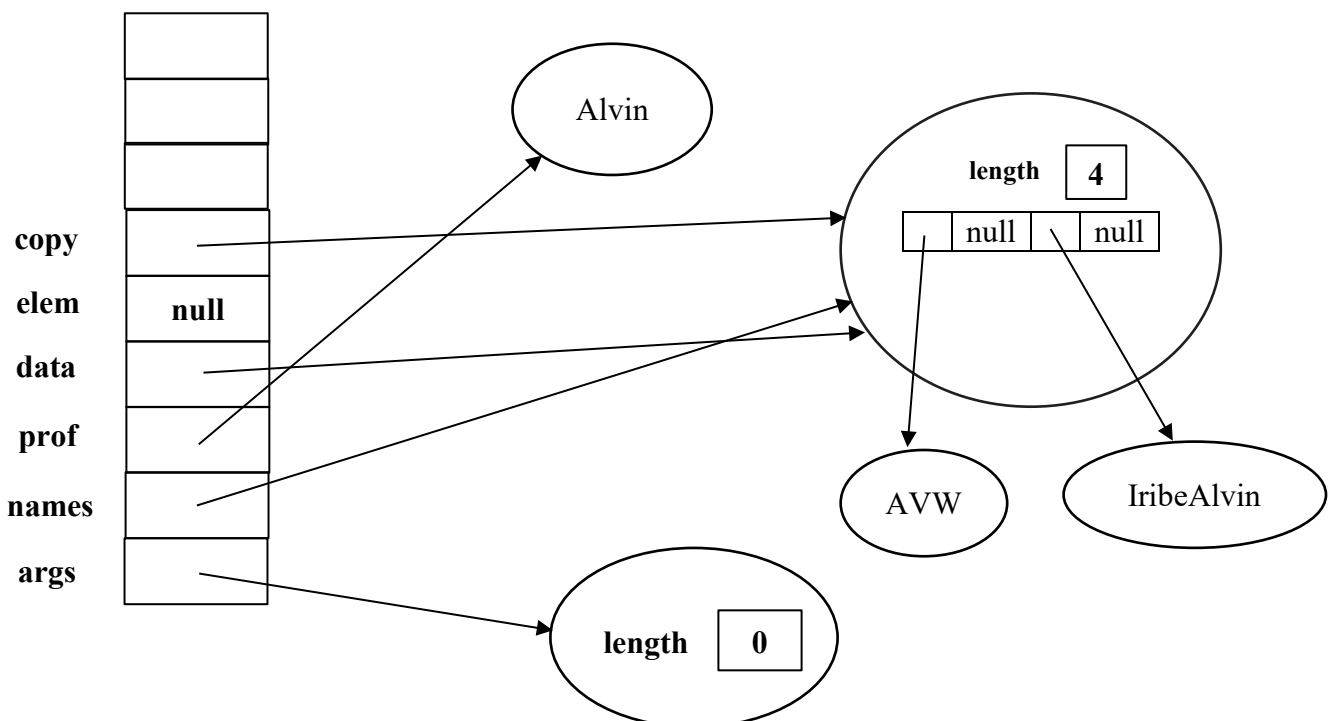 Alvin
length 4
null null
copy
elem null
data
prof
names
args
AVW
IribeAlvin
length 0